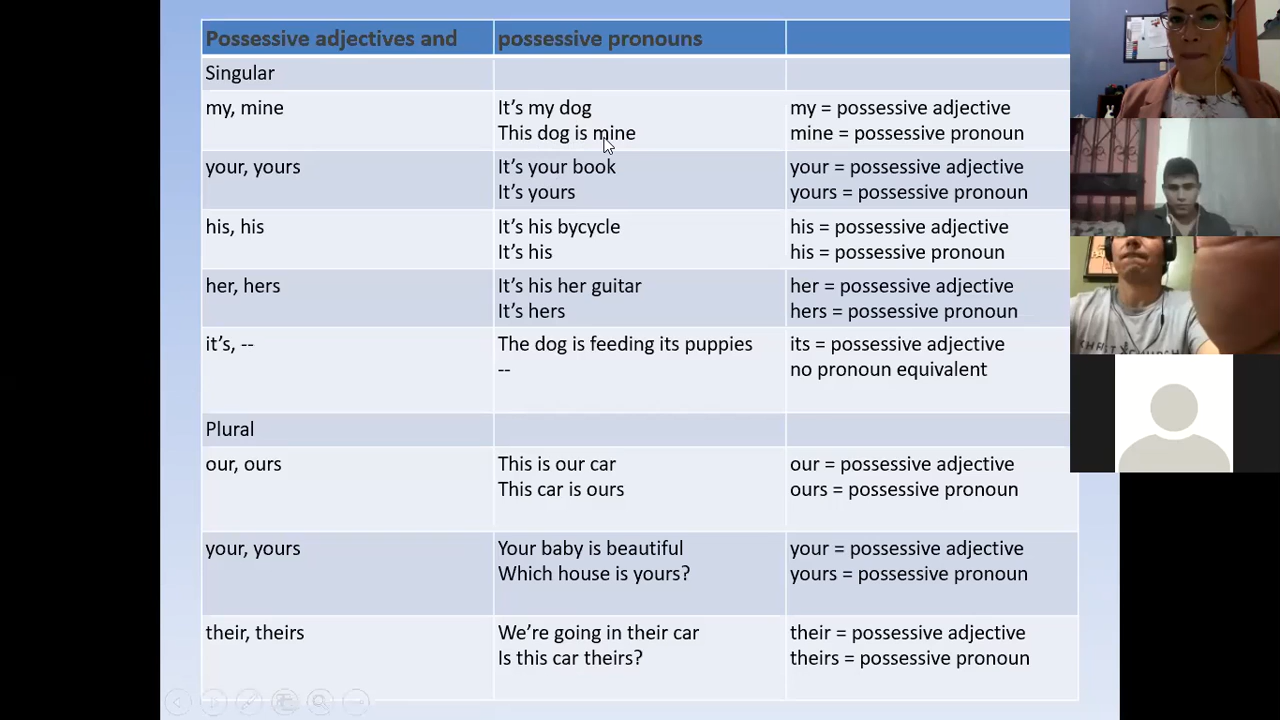 Possessive adjectives and possessive pronouns
Singular
my, mine
It's my dog
This dog is mine
my = possessive adjective
mine = possessive pronoun
your, yours
It's your book
It's yours
your = possessive adjective
yours = possessive pronoun
his, his
It's his bycycle
It's his
his = possessive adjective
his = possessive pronoun
her, hers
It's his her guitar
It's hers
her = possessive adjective
hers = possessive pronoun
it's, --
The dog is feeding its puppies
--
its = possessive adjective
no pronoun equivalent
Plural
our, ours
This is our car
This car is ours
our = possessive adjective
ours = possessive pronoun
your, yours
Your baby is beautiful
Which house is yours?
your = possessive adjective
yours = possessive pronoun
their, theirs
We're going in their car
Is this car theirs?
their = possessive adjective
theirs = possessive pronoun